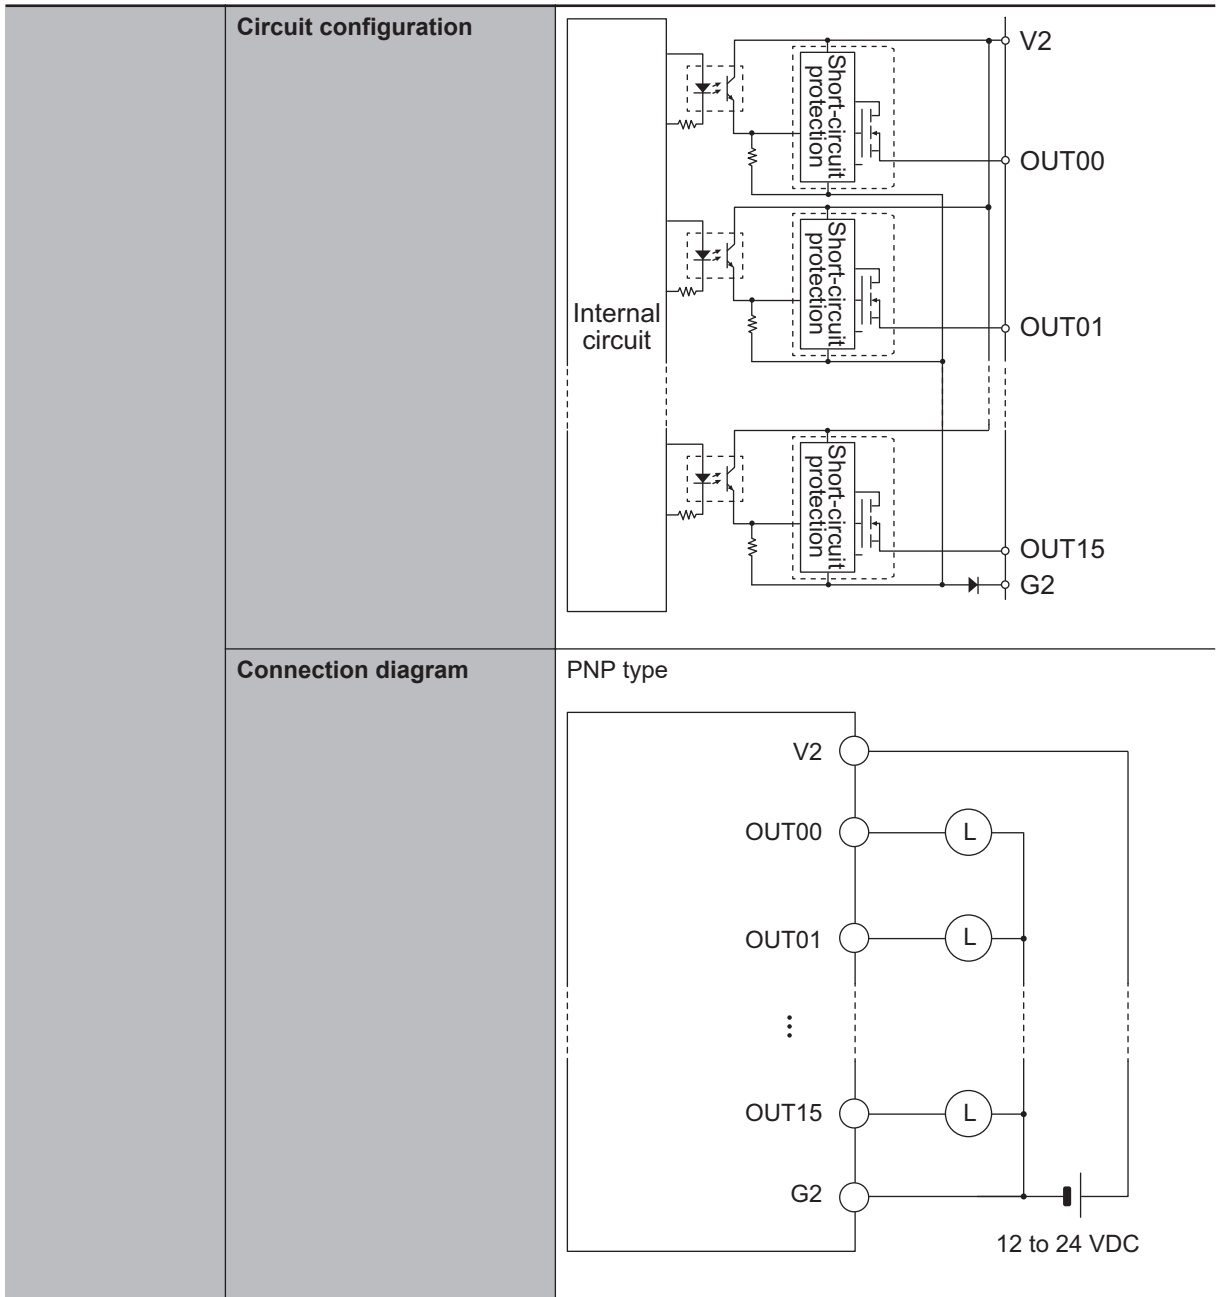 Circuit configuration
V2
Short-circuit
protection
OUT00
Short-circuit
protection
Internal
circuit
OUT01
Short-circuit
protection
OUT15
G2
Connection diagram
PNP type
V2
OUT00
L
OUT01
L
⋮
OUT15
L
G2
12 to 24 VDC